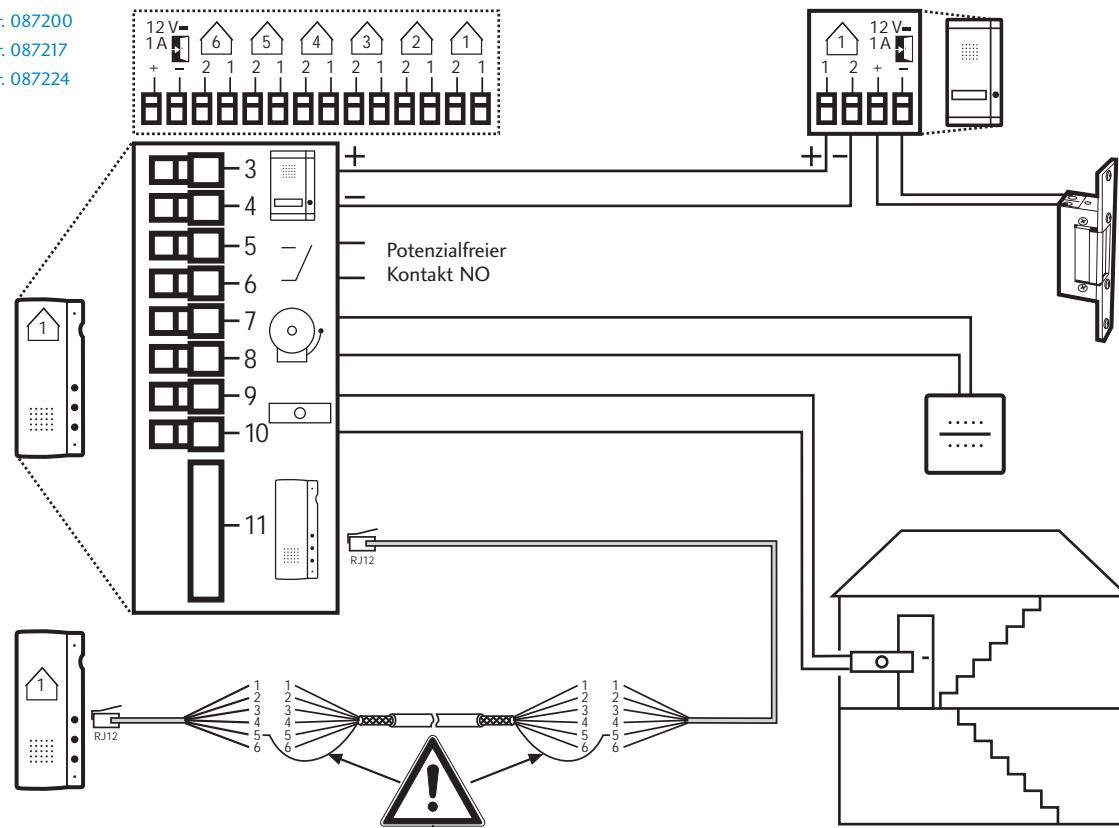 r. 087200
r. 087217
r. 087224
12 V
1 A
+ −
6 5 4 3 2 1
2 1 2 1 2 1 2 1 2 1 2 1
1
12 V
1 A
1 2 + −
+
−
+ −
3
4
5
6
7
8
9
10
11
Potenzialfreier
Kontakt NO
1
RJ12
1
RJ12
1 1
2 2
3 3
4 4
5 5
6 6
1 1
2 2
3 3
4 4
5 5
6 6
!